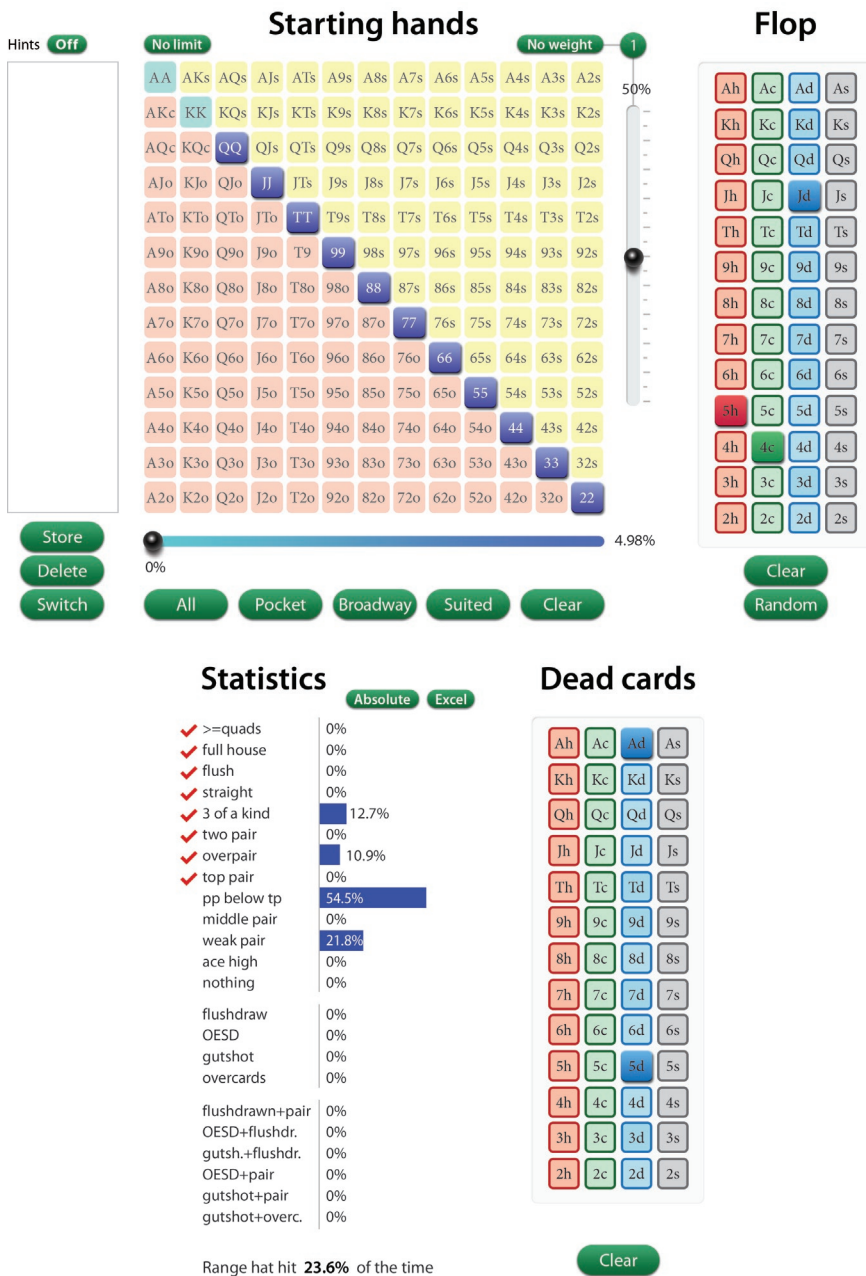 Starting hands
Flop
Hints Off
No limit
No weight
1
50%
AA AKs AQs AJs ATs A9s A8s A7s A6s A5s A4s A3s A2s
AKc KK KQs KJs KTs K9s K8s K7s K6s K5s K4s K3s K2s
AQc KQc QQ QJs QTs Q9s Q8s Q7s Q6s Q5s Q4s Q3s Q2s
AJo KJo QJo JJ JTs J9s J8s J7s J6s J5s J4s J3s J2s
ATo KTo QTo JTo TT T9s T8s T7s T6s T5s T4s T3s T2s
A9o K9o Q9o J9o T9 99 98s 97s 96s 95s 94s 93s 92s
A8o K8o Q8o J8o T8o 98o 88 87s 86s 85s 84s 83s 82s
A7o K7o Q7o J7o T7o 97o 87o 77 76s 75s 74s 73s 72s
A6o K6o Q6o J6o T6o 96o 86o 76o 66 65s 64s 63s 62s
A5o K5o Q5o J5o T5o 95o 85o 75o 65o 55 54s 53s 52s
A4o K4o Q4o J4o T4o 94o 84o 74o 64o 54o 44 43s 42s
A3o K3o Q3o J3o T3o 93o 83o 73o 63o 53o 43o 33 32s
A2o K2o Q2o J2o T2o 92o 82o 72o 62o 52o 42o 32o 22
0%
4.98%
Store
Delete
Switch
All Pocket Broadway Suited Clear
Ah Ac Ad As
Kh Kc Kd Ks
Qh Qc Qd Qs
Jh Jc Jd Js
Th Tc Td Ts
9h 9c 9d 9s
8h 8c 8d 8s
7h 7c 7d 7s
6h 6c 6d 6s
5h 5c 5d 5s
4h 4c 4d 4s
3h 3c 3d 3s
2h 2c 2d 2s
Clear
Random
Statistics
Absolute Excel
>=quads 0%
full house 0%
flush 0%
straight 0%
3 of a kind 12.7%
two pair 0%
overpair 10.9%
top pair 0%
pp below tp 54.5%
middle pair 0%
weak pair 21.8%
ace high 0%
nothing 0%
flushdraw 0%
OESD 0%
gutshot 0%
overcards 0%
flushdrawn+pair 0%
OESD+flushdr. 0%
gutsh.+flushdr. 0%
OESD+pair 0%
gutshot+pair 0%
gutshot+overc. 0%
Range hat hit 23.6% of the time
Dead cards
Ah Ac Ad As
Kh Kc Kd Ks
Qh Qc Qd Qs
Jh Jc Jd Js
Th Tc Td Ts
9h 9c 9d 9s
8h 8c 8d 8s
7h 7c 7d 7s
6h 6c 6d 6s
5h 5c 5d 5s
4h 4c 4d 4s
3h 3c 3d 3s
2h 2c 2d 2s
Clear